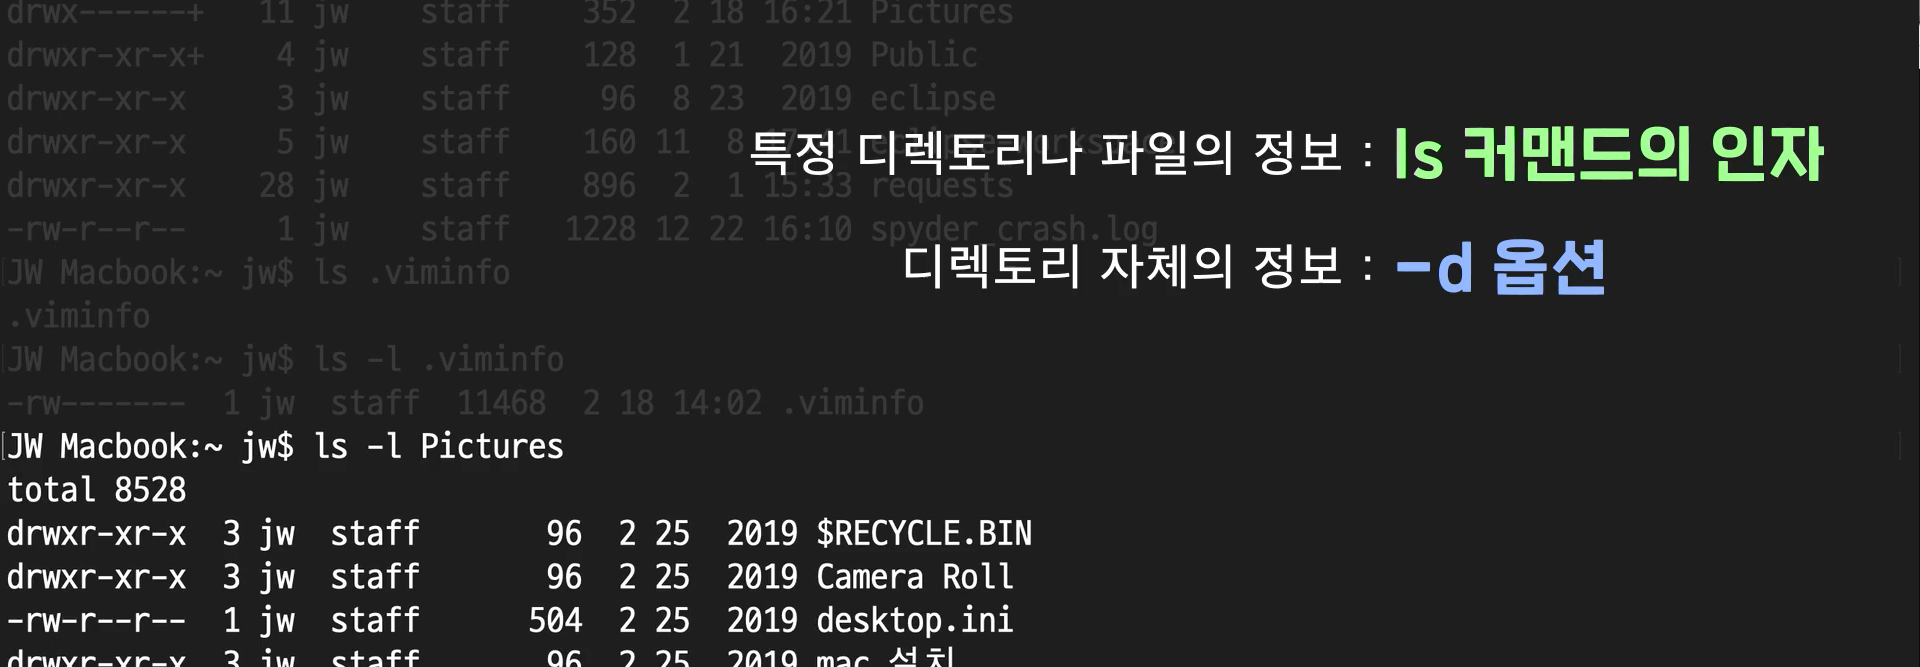 drwx------+ 11 jw staff 352 2 18 16:21 Pictures
drwxr-xr-x+ 4 jw staff 128 1 21 2019 Public
drwxr-xr-x 3 jw staff 96 8 23 2019 eclipse
drwxr-xr-x 5 jw staff 160 11 8
특정 디렉토리나 파일의 정보 : ls 커맨드의 인자
drwxr-xr-x 28 jw staff 896 2 1 15:33 requests
-rw-r--r-- 1 jw staff 1228 12 22 16:10 spyder_crash.log
디렉토리 자체의 정보 : -d 옵션
JW Macbook:~ jw$ ls .viminfo
.viminfo
JW Macbook:~ jw$ ls -l .viminfo
-rw------- 1 jw staff 11468 2 18 14:02 .viminfo
JW Macbook:~ jw$ ls -l Pictures
total 8528
drwxr-xr-x 3 jw staff 96 2 25 2019 $RECYCLE.BIN
drwxr-xr-x 3 jw staff 96 2 25 2019 Camera Roll
-rw-r--r-- 1 jw staff 504 2 25 2019 desktop.ini
drwxr-xr-x 3 jw staff 96 2 25 2019 mac 설치